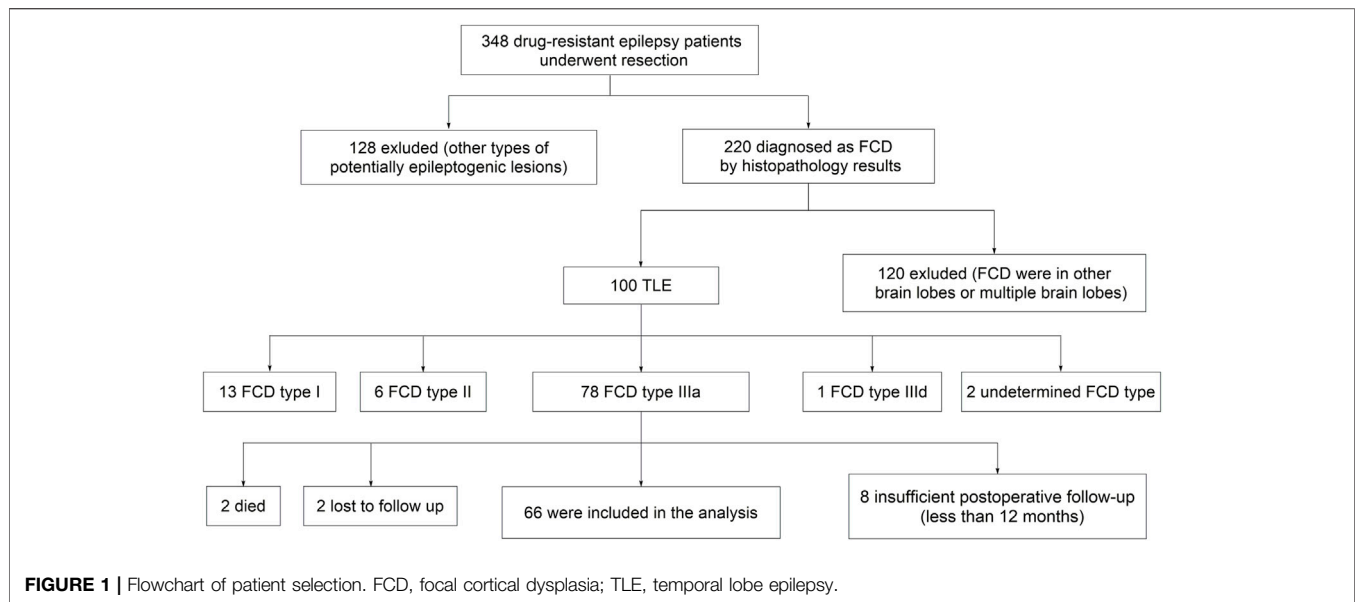 348 drug-resistant epilepsy patients
underwent resection
128 exluded (other types of
potentially epileptogenic lesions)
220 diagnosed as FCD
by histopathology results
100 TLE
120 exluded (FCD were in other
brain lobes or multiple brain lobes)
13 FCD type I
6 FCD type II
78 FCD type IIIa
1 FCD type IIId
2 undetermined FCD type
2 died
2 lost to follow up
66 were included in the analysis
8 insufficient postoperative follow-up
(less than 12 months)
FIGURE 1 | Flowchart of patient selection. FCD, focal cortical dysplasia; TLE, temporal lobe epilepsy.